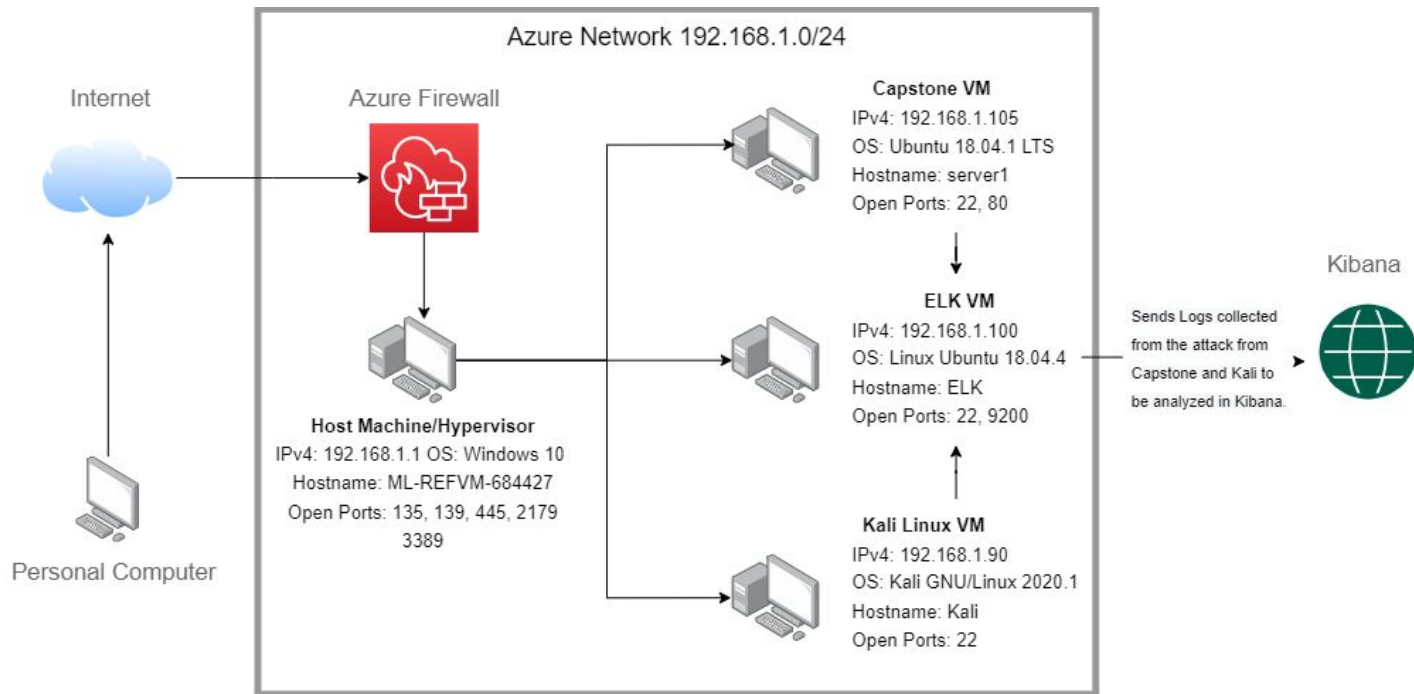 Azure Network 192.168.1.0/24
Internet
Azure Firewall
Personal Computer
Host Machine/Hypervisor
IPv4: 192.168.1.1 OS: Windows 10
Hostname: ML-REFVM-684427
Open Ports: 135, 139, 445, 2179
3389
Capstone VM
IPv4: 192.168.1.105
OS: Ubuntu 18.04.1 LTS
Hostname: server1
Open Ports: 22, 80
ELK VM
IPv4: 192.168.1.100
OS: Linux Ubuntu 18.04.4
Hostname: ELK
Open Ports: 22, 9200
Kali Linux VM
IPv4: 192.168.1.90
OS: Kali GNU/Linux 2020.1
Hostname: Kali
Open Ports: 22
Sends Logs collected
from the attack from
Capstone and Kali to
be analyzed in Kibana.
Kibana